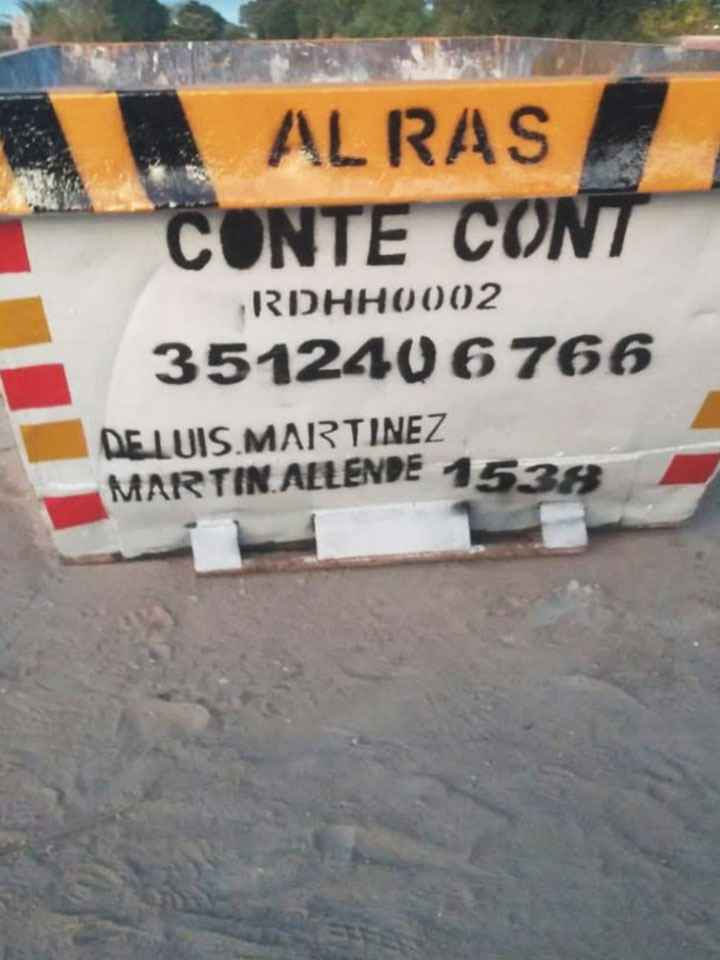 ALRAS
CONTE CONT
RDHH0002
3512406766
DE LUIS.MARTINEZ
MARTIN.ALLENDE 1538